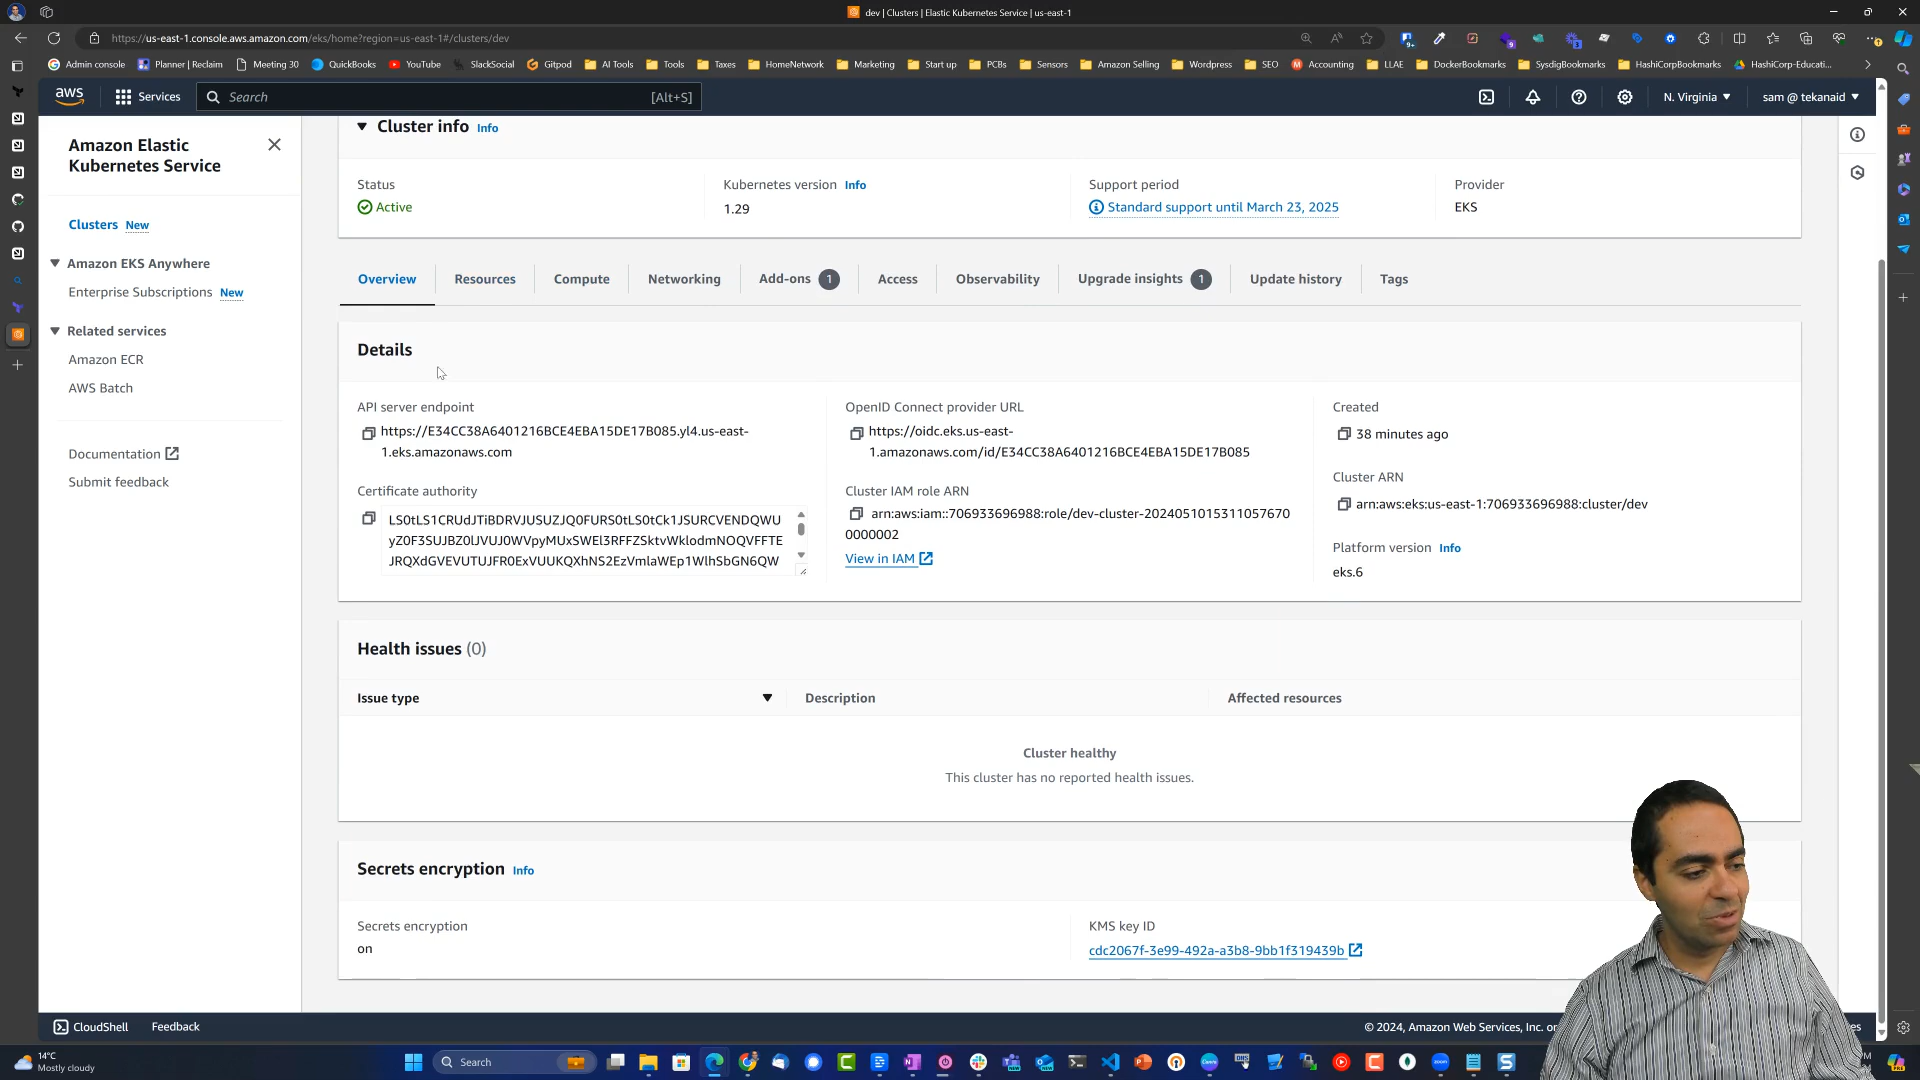 dev | Clusters | Elastic Kubernetes Service | us-east-1
https://us-east-1.console.aws.amazon.com/eks/home?region=us-east-1#/clusters/dev
Admin console
Planner | Reclaim
Meeting 30
QuickBooks
YouTube
SlackSocial
Gitpod
AI Tools
Tools
Taxes
HomeNetwork
Marketing
Start up
PCBs
Sensors
Amazon Selling
Wordpress
SEO
Accounting
LLAE
DockerBookmarks
SysdigBookmarks
HashiCorpBookmarks
HashiCorp-Educati...
aws
Services
Search
[Alt+S]
N. Virginia
sam @ tekanaid
Amazon Elastic
Kubernetes Service
Clusters New
Amazon EKS Anywhere
Enterprise Subscriptions New
Related services
Amazon ECR
AWS Batch
Documentation
Submit feedback
Cluster info Info
Status
Active
Kubernetes version Info
1.29
Support period
Standard support until March 23, 2025
Provider
EKS
Overview
Resources
Compute
Networking
Add-ons 1
Access
Observability
Upgrade insights 1
Update history
Tags
Details
API server endpoint
https://E34CC38A6401216BCE4EBA15DE17B085.yl4.us-east-
1.eks.amazonaws.com
Certificate authority
LS0tLS1CRUdJTiBDRVJUSUZJQ0FURS0tLS0tCk1JSURCVENDQWU
yZ0F3SUJBZ0lJVUJ0WVpyMUxSWEl3RFFZSktvWklodmNOQVFFTE
JRQXdGVEVUTUJFR0ExVUUKQXhNS2EzVmlaWEp1WlhSbGN6QW
OpenID Connect provider URL
https://oidc.eks.us-east-
1.amazonaws.com/id/E34CC38A6401216BCE4EBA15DE17B085
Cluster IAM role ARN
arn:aws:iam::706933696988:role/dev-cluster-2024051015311057670
0000002
View in IAM
Created
38 minutes ago
Cluster ARN
arn:aws:eks:us-east-1:706933696988:cluster/dev
Platform version Info
eks.6
Health issues (0)
Issue type
Description
Affected resources
Cluster healthy
This cluster has no reported health issues.
Secrets encryption Info
Secrets encryption
on
KMS key ID
cdc2067f-3e99-492a-a3b8-9bb1f319439b
CloudShell
Feedback
© 2024, Amazon Web Services, Inc. or
14°C
Mostly cloudy
Search